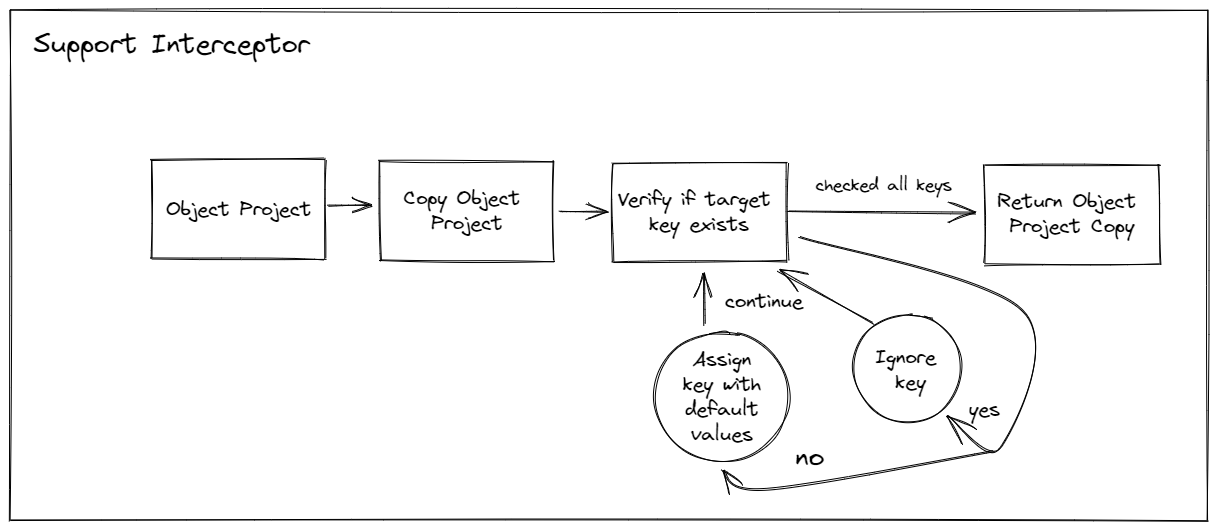 Support Interceptor
Object Project
Copy Object
Project
Verify if target
key exists
checked all keys
Return Object
Project Copy
continue
Assign
key with
default
values
Ignore
key
yes
no